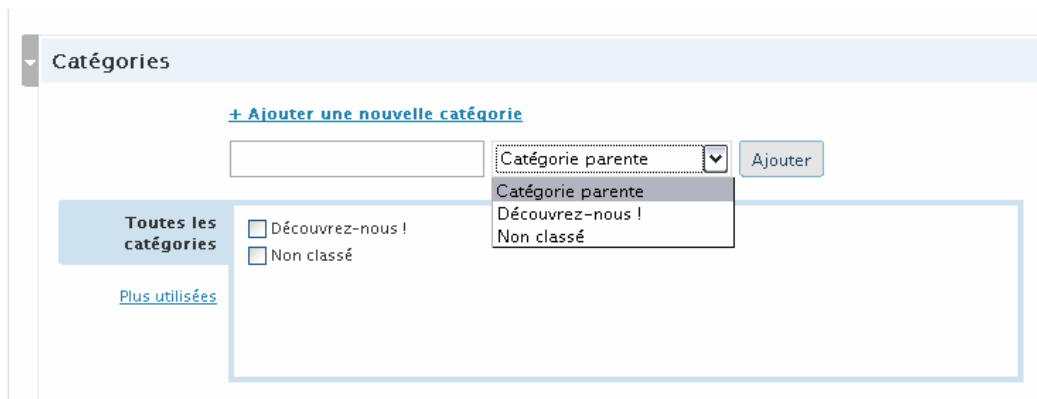 Catégories
+ Ajouter une nouvelle catégorie
Catégorie parente
Ajouter
Catégorie parente
Découvrez-nous !
Non classé
Toutes les
catégories
Découvrez-nous !
Non classé
Plus utilisées